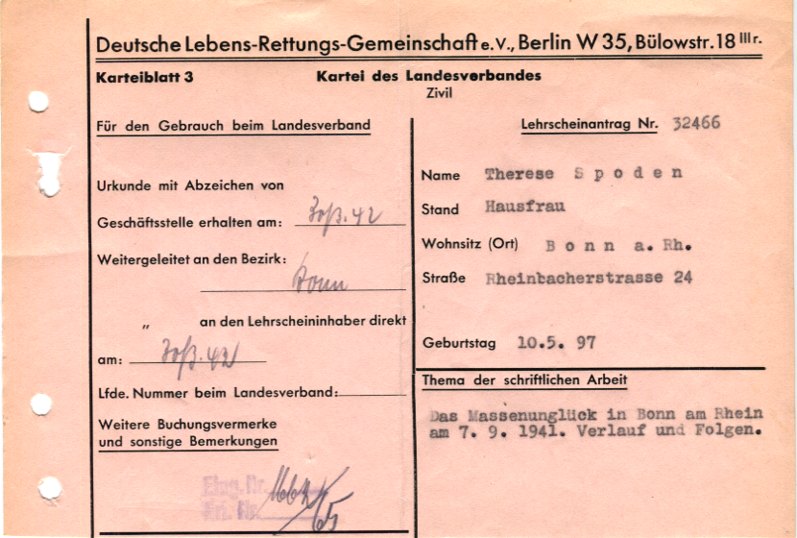 Deutsche Lebens-Rettungs-Gemeinschaft e.V., Berlin W 35, Bülowstr. 18 III r.
Karteiblatt 3
Kartei des Landesverbandes
Zivil
Für den Gebrauch beim Landesverband
Urkunde mit Abzeichen von
Geschäftsstelle erhalten am:
Weitergeleitet an den Bezirk: Bonn
„ an den Lehrscheininhaber direkt
am:
Lfde. Nummer beim Landesverband:
Weitere Buchungsvermerke
und sonstige Bemerkungen
Lehrscheinantrag Nr. 32466
Name Therese Spoden
Stand Hausfrau
Wohnsitz (Ort) Bonn a. Rh.
Straße Rheinbacherstrasse 24
Geburtstag 10.5. 97
Thema der schriftlichen Arbeit
Das Massenunglück in Bonn am Rhein
am 7. 9. 1941. Verlauf und Folgen.